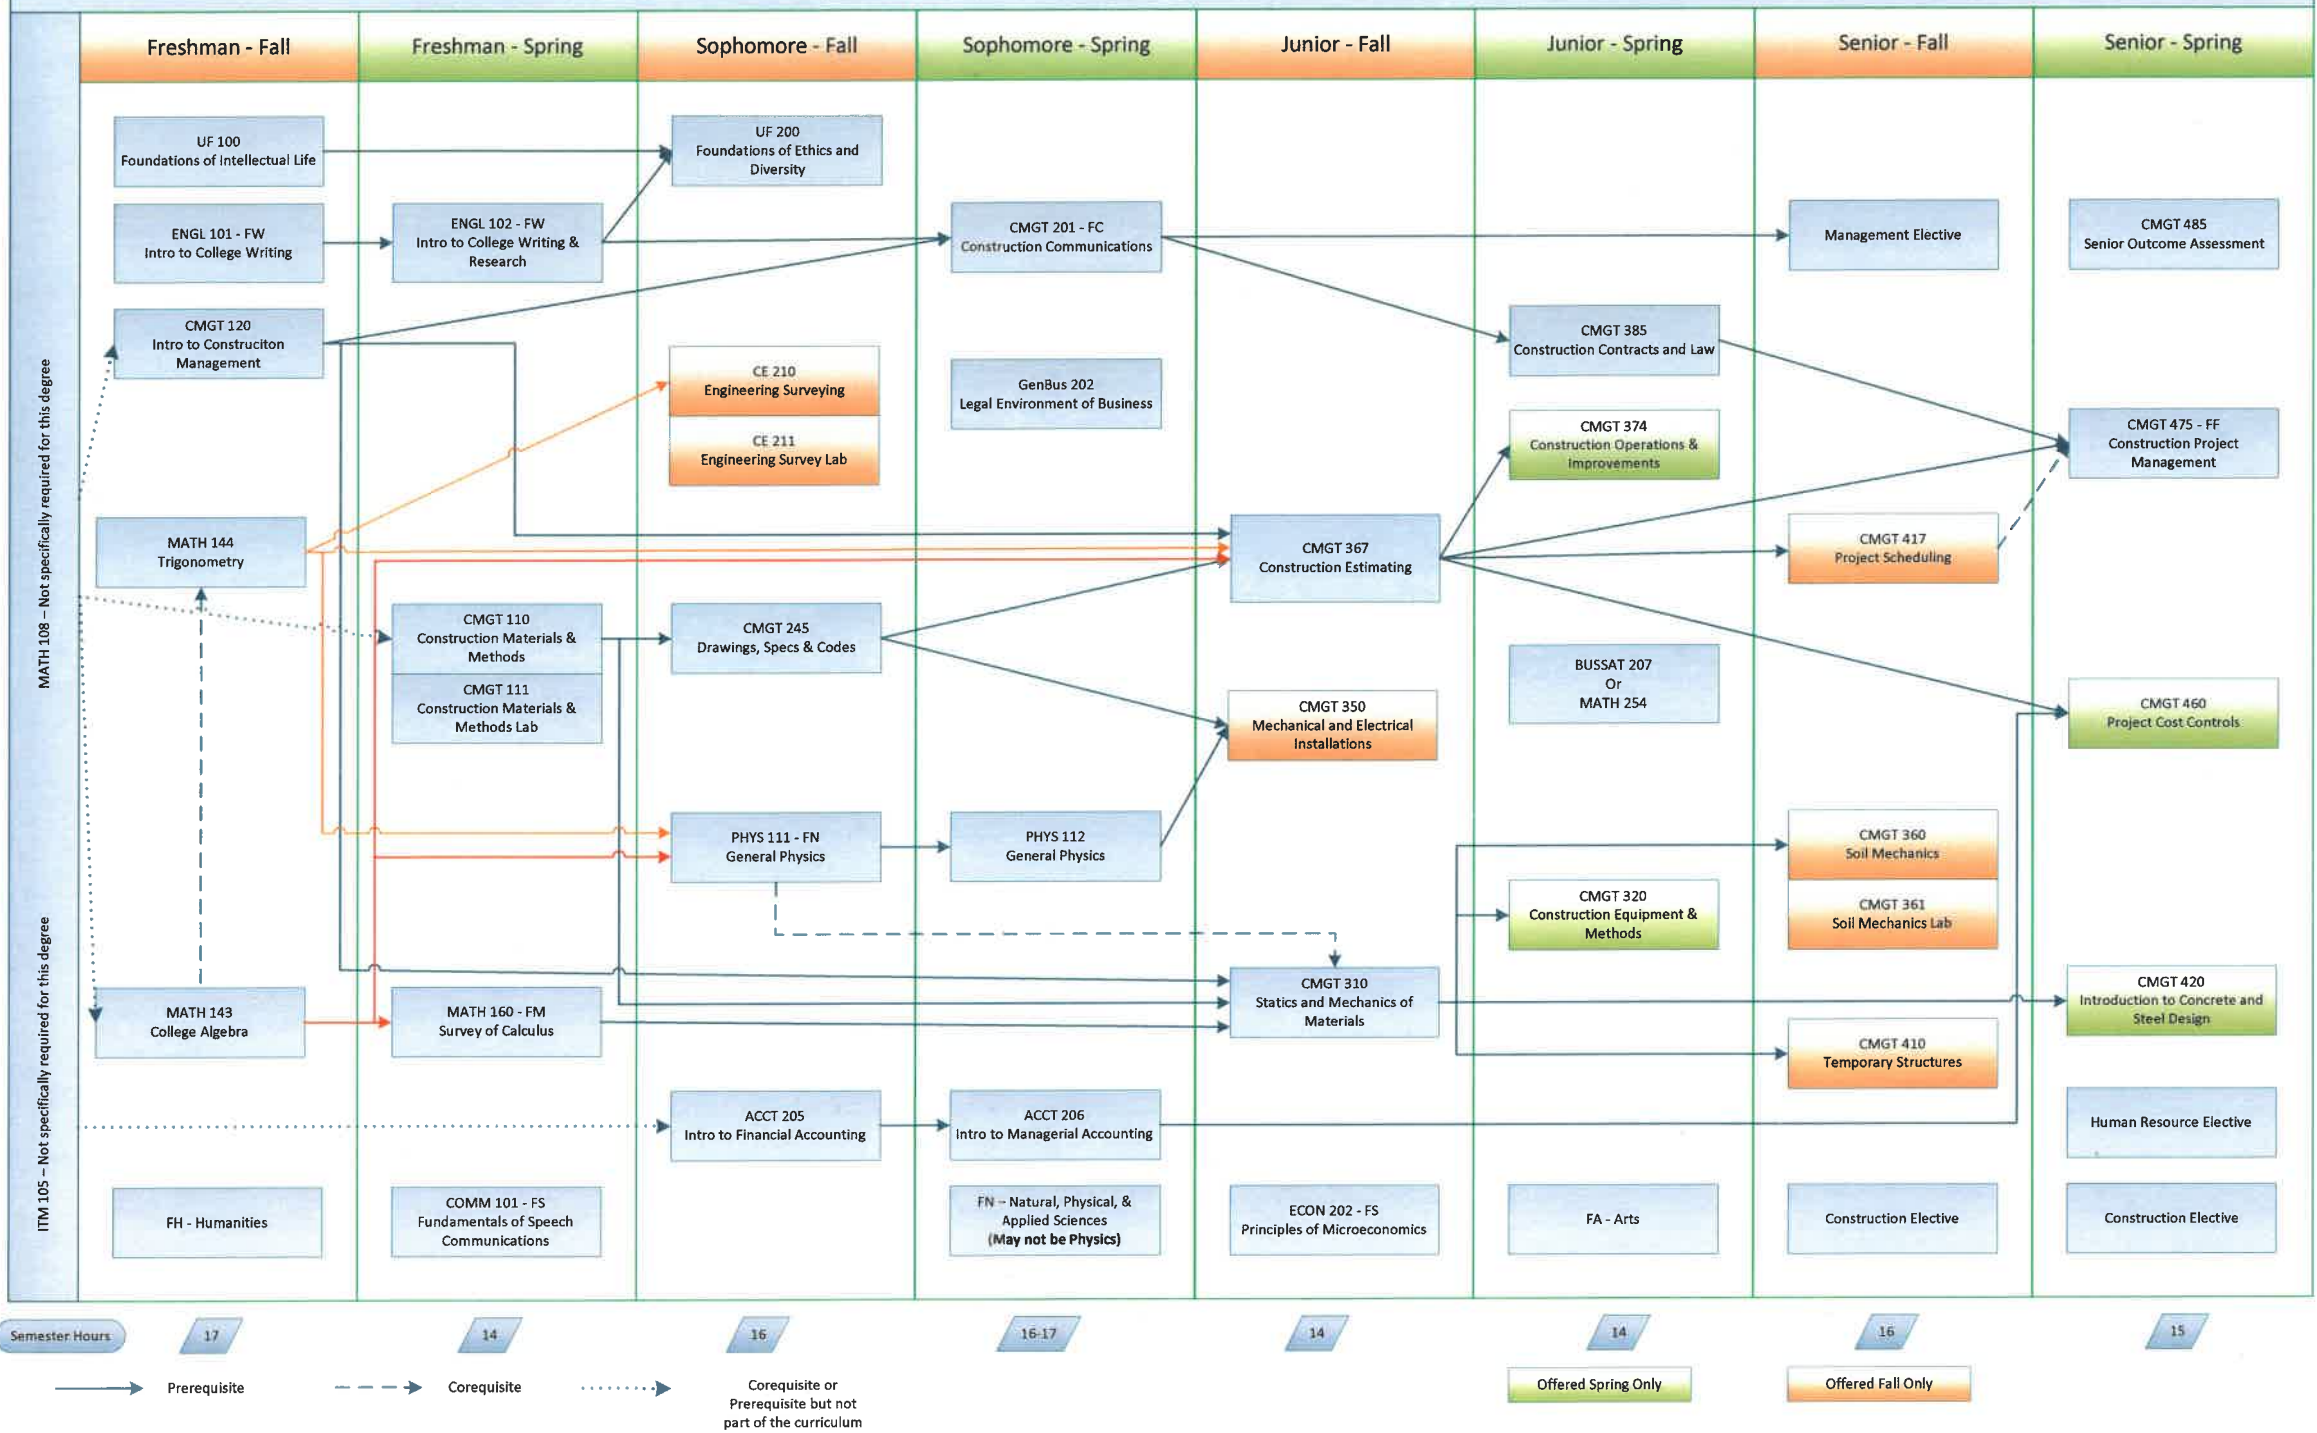 Freshman - Fall
Freshman - Spring
Sophomore - Fall
Sophomore - Spring
Junior - Fall
Junior - Spring
Senior - Fall
Senior - Spring
MATH 108 – Not specifically required for this degree
ITM 105 – Not specifically required for this degree
UF 100
Foundations of Intellectual Life
ENGL 101 - FW
Intro to College Writing
CMGT 120
Intro to Construciton
Management
MATH 144
Trigonometry
MATH 143
College Algebra
FH - Humanities
ENGL 102 - FW
Intro to College Writing &
Research
CMGT 110
Construction Materials &
Methods
CMGT 111
Construction Materials &
Methods Lab
MATH 160 - FM
Survey of Calculus
COMM 101 - FS
Fundamentals of Speech
Communications
UF 200
Foundations of Ethics and
Diversity
CE 210
Engineering Surveying
CE 211
Engineering Survey Lab
CMGT 245
Drawings, Specs & Codes
PHYS 111 - FN
General Physics
ACCT 205
Intro to Financial Accounting
CMGT 201 - FC
Construction Communications
GenBus 202
Legal Environment of Business
PHYS 112
General Physics
ACCT 206
Intro to Managerial Accounting
FN – Natural, Physical, &
Applied Sciences
(May not be Physics)
CMGT 367
Construction Estimating
CMGT 350
Mechanical and Electrical
Installations
CMGT 310
Statics and Mechanics of
Materials
ECON 202 - FS
Principles of Microeconomics
CMGT 385
Construction Contracts and Law
CMGT 374
Construction Operations &
Improvements
BUSSAT 207
Or
MATH 254
CMGT 320
Construction Equipment &
Methods
FA - Arts
Management Elective
CMGT 417
Project Scheduling
CMGT 360
Soil Mechanics
CMGT 361
Soil Mechanics Lab
CMGT 410
Temporary Structures
Construction Elective
CMGT 485
Senior Outcome Assessment
CMGT 475 - FF
Construction Project
Management
CMGT 460
Project Cost Controls
CMGT 420
Introduction to Concrete and
Steel Design
Human Resource Elective
Construction Elective
Semester Hours
17
14
16
16-17
14
14
16
15
Prerequisite
Corequisite
Corequisite or
Prerequisite but not
part of the curriculum
Offered Spring Only
Offered Fall Only